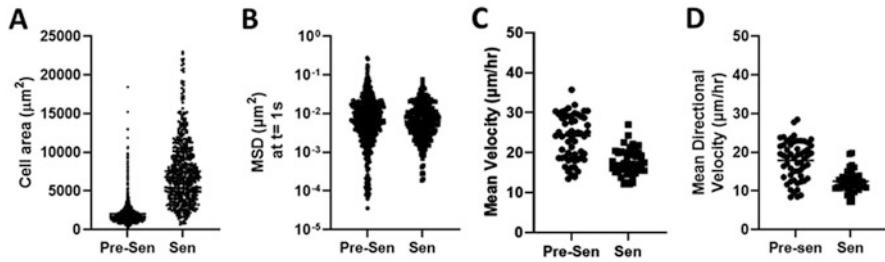 A
Cell area (μm²)
25000
20000
15000
10000
5000
0
Pre-Sen Sen
B
MSD (μm²)
at t= 1s
10⁰
10⁻¹
10⁻²
10⁻³
10⁻⁴
10⁻⁵
Pre-Sen Sen
C
Mean Velocity (μm/hr)
50
40
30
20
10
0
Pre-Sen Sen
D
Mean Directional
Velocity (μm/hr)
50
40
30
20
10
0
Pre-sen Sen